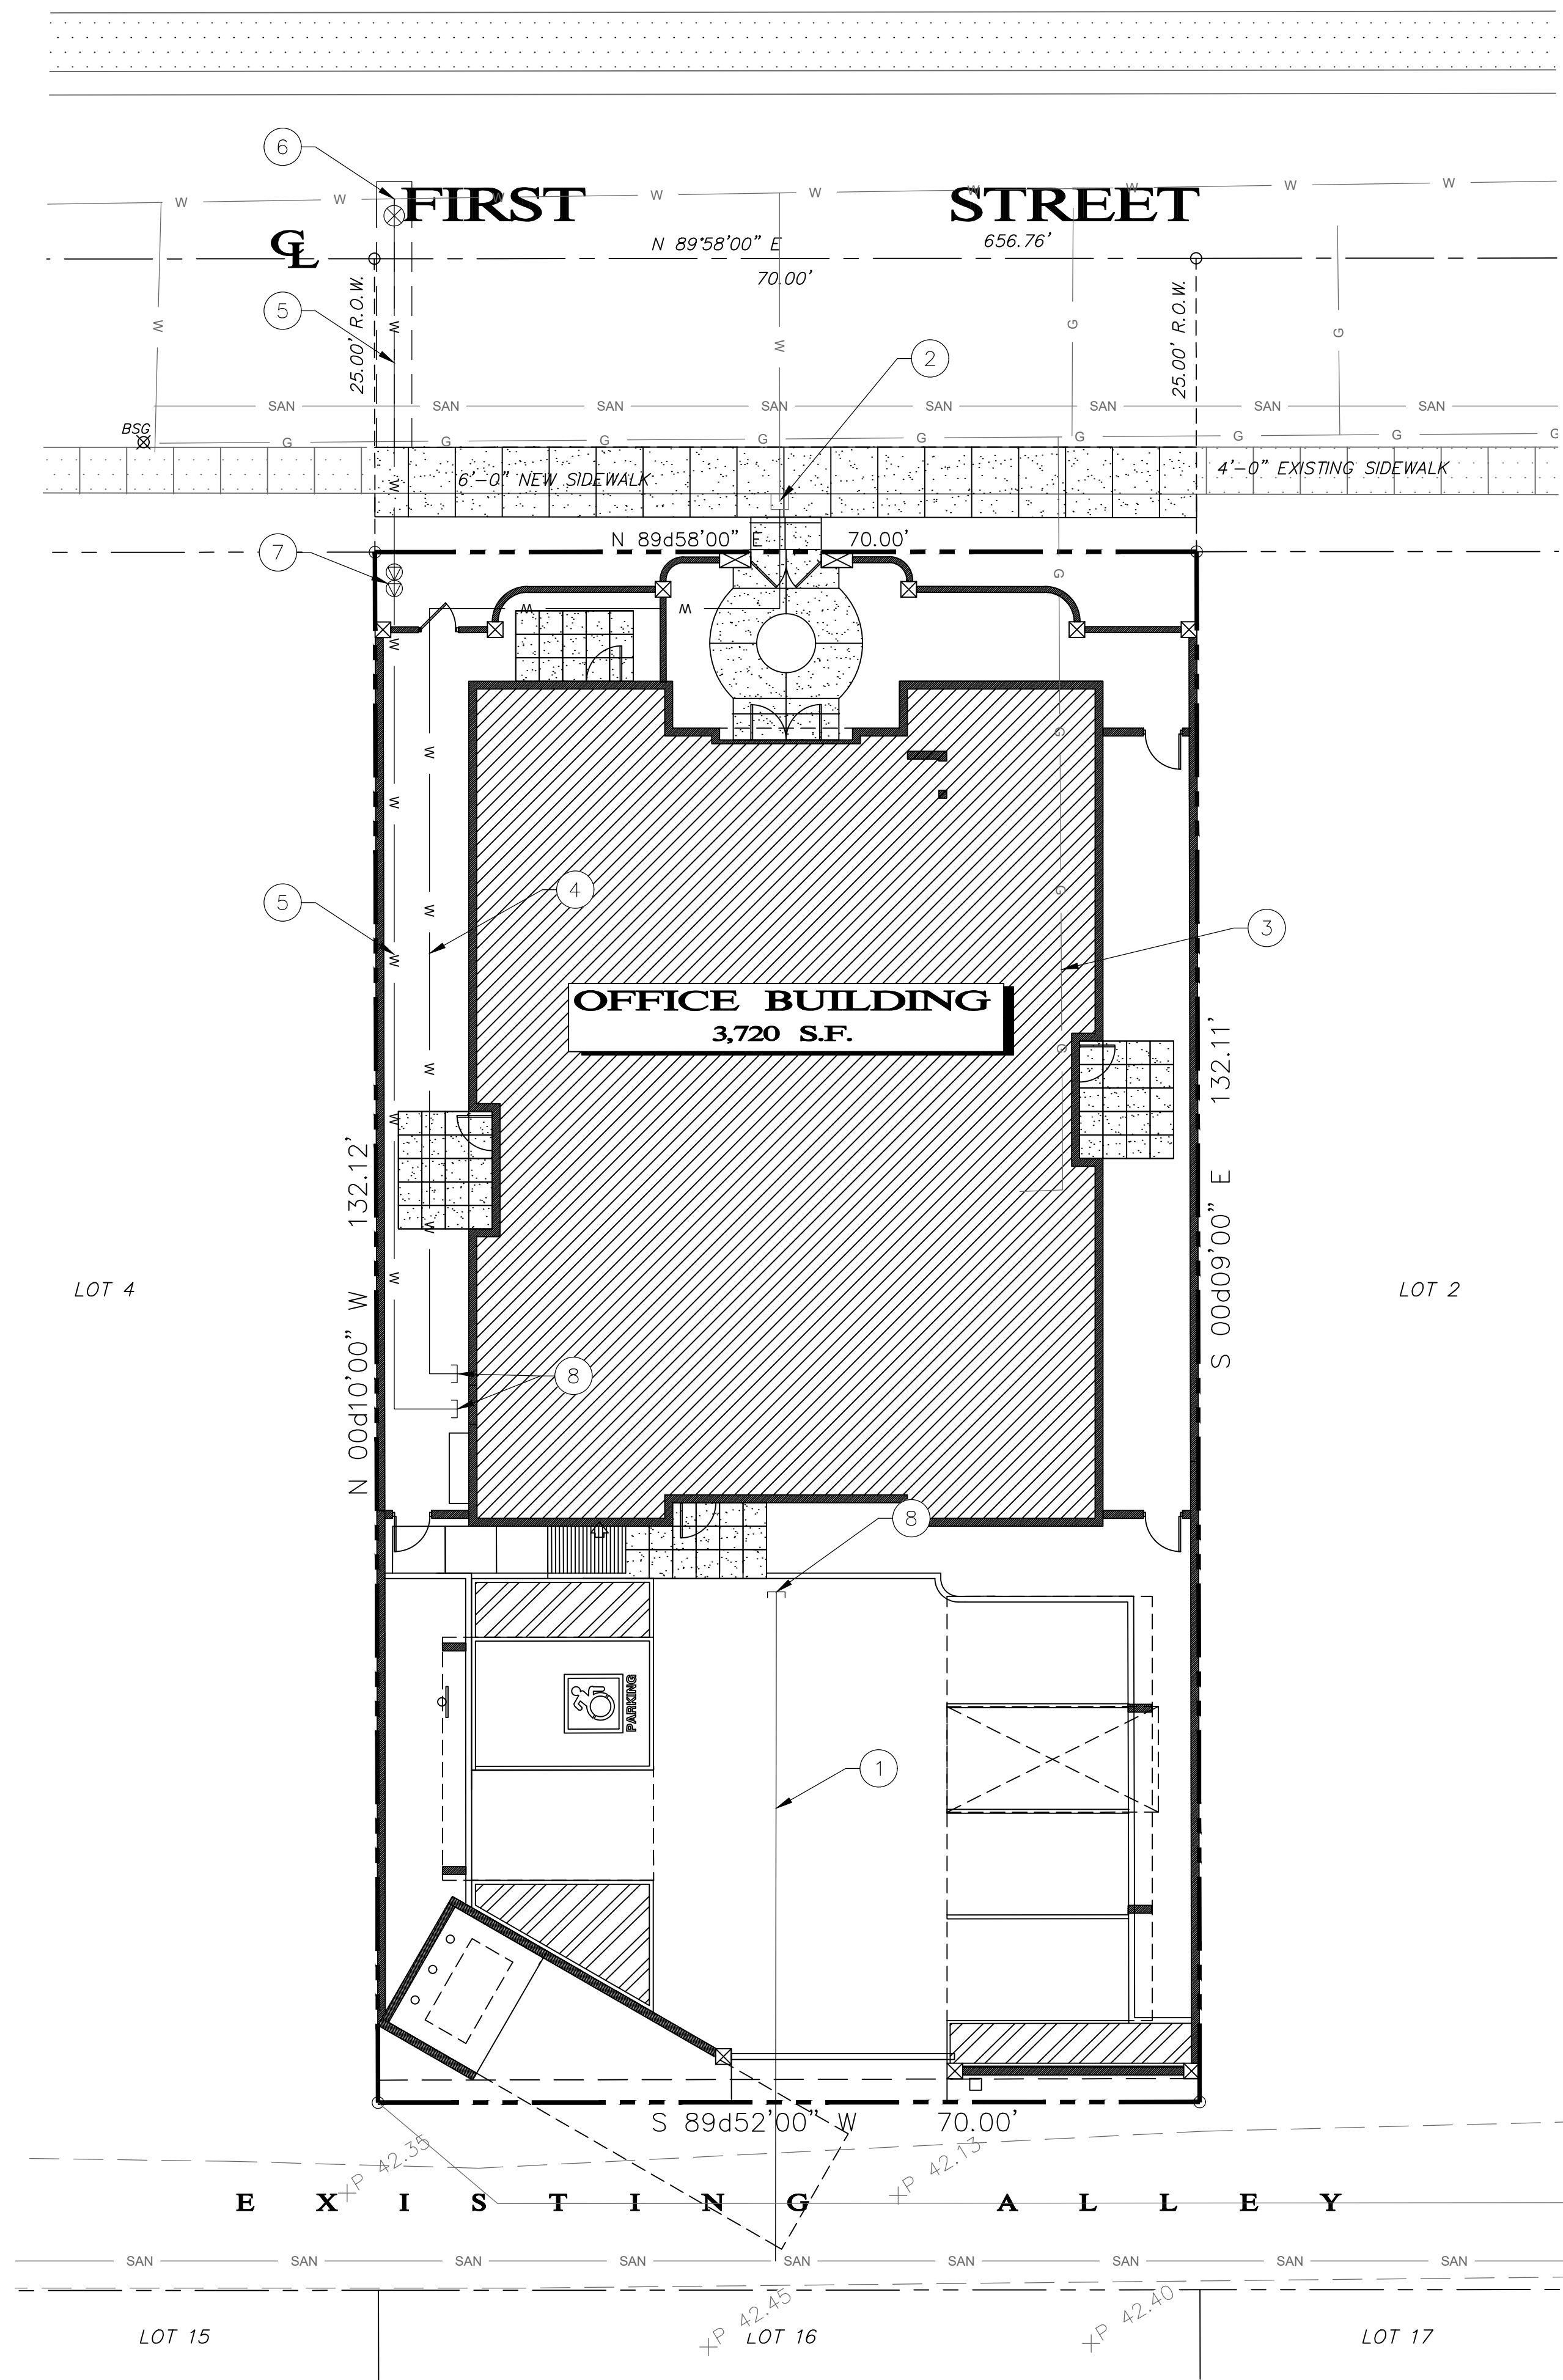 6
W W W W W W W W W
FIRST STREET
CL
N 89°58'00" E 656.76'
70.00'
25.00' R.O.W.
25.00' R.O.W.
5
W W W G G
2
SAN SAN SAN SAN SAN SAN SAN SAN
BSG
G G G G G G G G G
6'-0" NEW SIDEWALK
4'-0" EXISTING SIDEWALK
W
N 89d58'00" E 70.00'
7
G
W W
W
W G
W
4
G
5
W
3
W
OFFICE BUILDING
3,720 S.F.
W G
132.11'
W
132.12'
W
S 00d09'00" E
W
LOT 4
LOT 2
N 00d10'00" W
8
8
PARKING
1
S 89d52'00" W 70.00'
XP 42.35
XP 42.13
EXISTING ALLEY
SAN SAN SAN SAN SAN SAN SAN SAN SAN
XP 42.45
XP 42.40
LOT 15
LOT 16
LOT 17